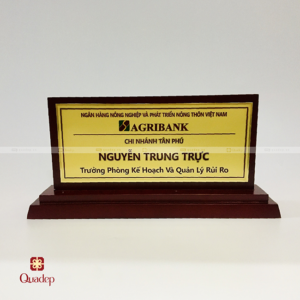 NGÂN HÀNG NÔNG NGHIỆP VÀ PHÁT TRIỂN NÔNG THÔN VIỆT NAM
AGRIBANK
CHI NHÁNH TÂN PHÚ
NGUYỄN TRUNG TRỰC
Trưởng Phòng Kế Hoạch Và Quản Lý Rủi Ro
Quadep